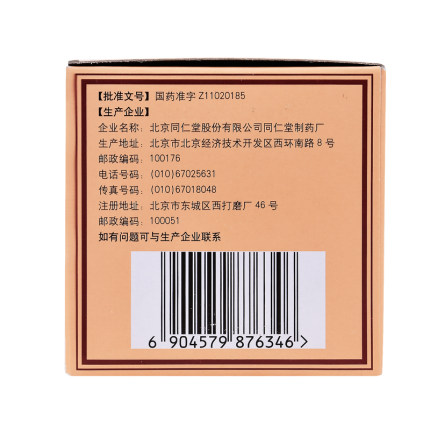 【批准文号】国药准字 Z11020185
【生产企业】
企业名称：北京同仁堂股份有限公司同仁堂制药厂
生产地址：北京市北京经济技术开发区西环南路 8 号
邮政编码：100176
电话号码：(010)67025631
传真号码：(010)67018048
注册地址：北京市东城区西打磨厂 46 号
邮政编码：100051
如有问题可与生产企业联系
6 904579 876346 >